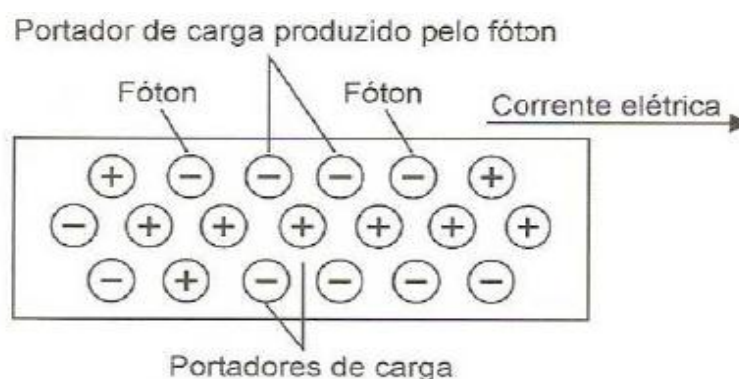 Portador de carga produzido pelo fóton
Fóton
Fóton
Corrente elétrica
+ − − − − +
− + + + + + +
− + − − − −
Portadores de carga